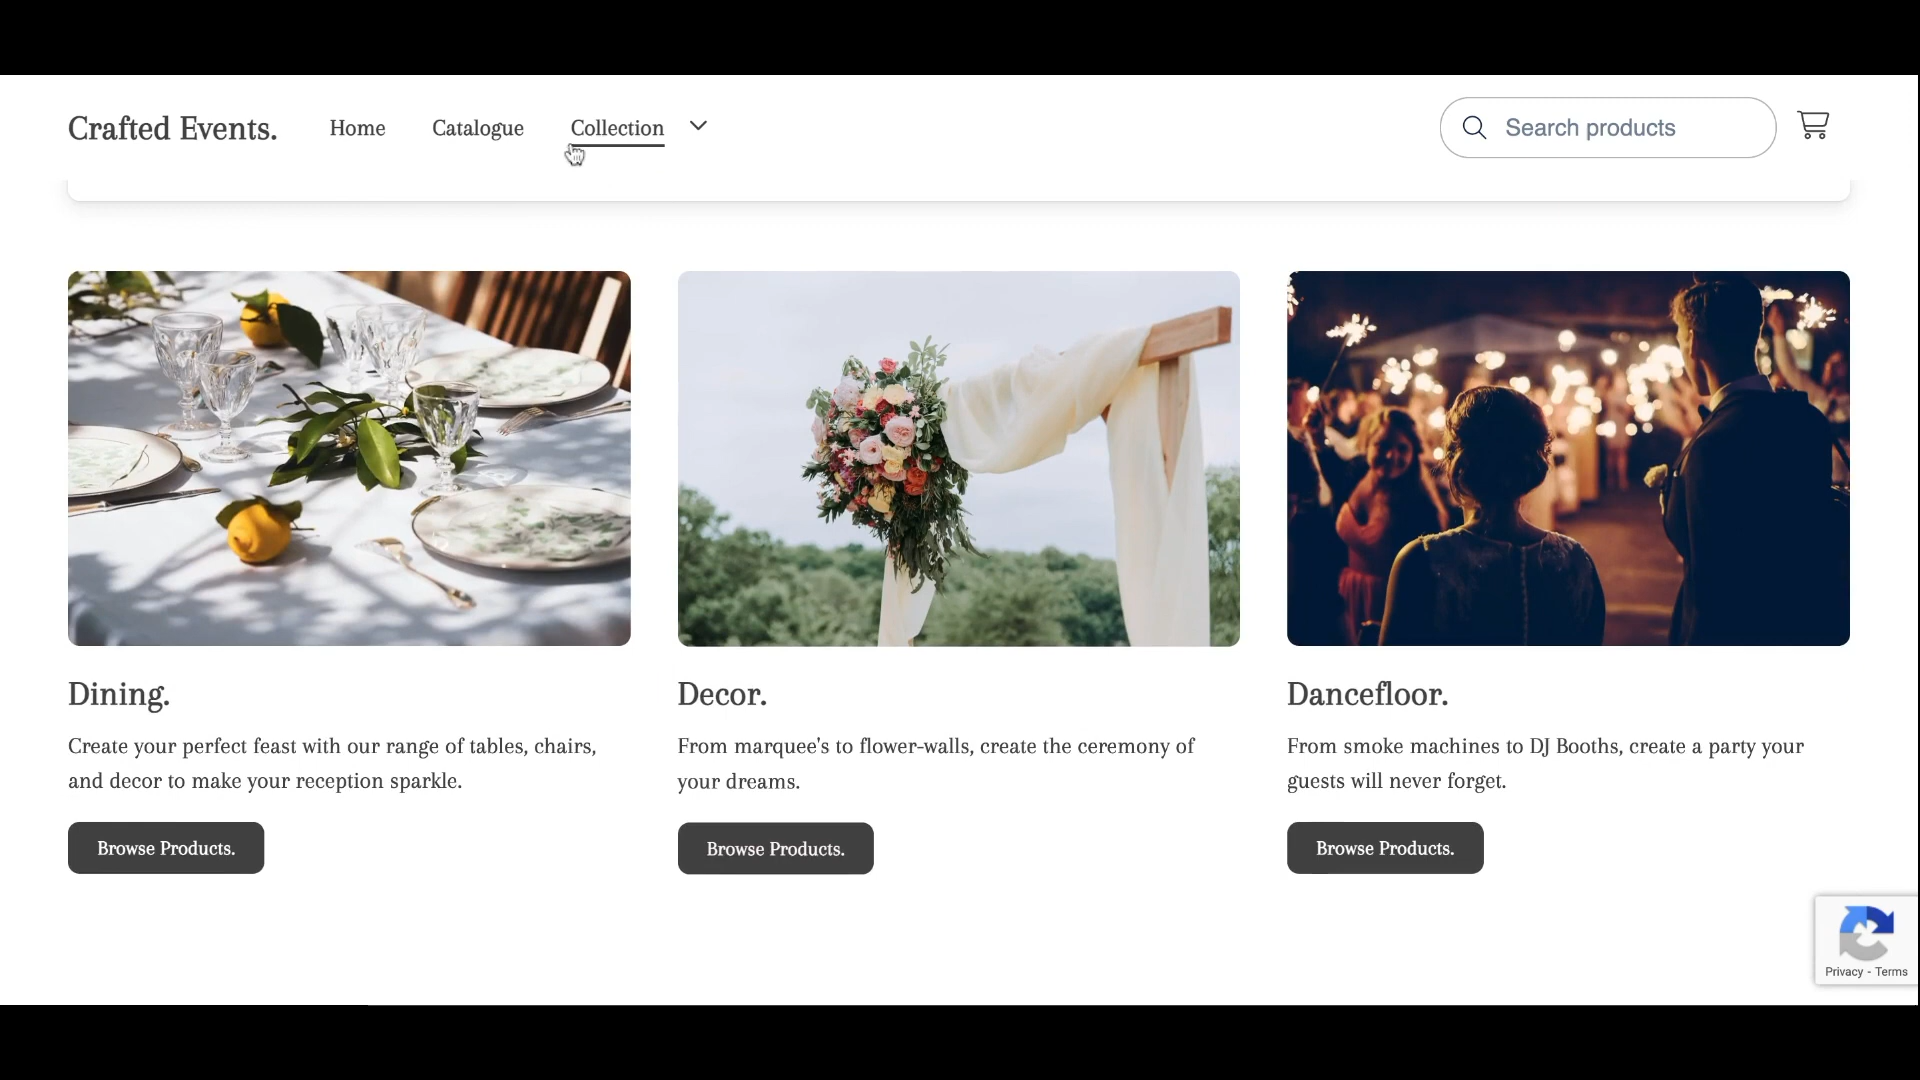 Crafted Events.
Home
Catalogue
Collection
Search products
Dining.
Create your perfect feast with our range of tables, chairs,
and decor to make your reception sparkle.
Browse Products.
Decor.
From marquee's to flower-walls, create the ceremony of
your dreams.
Browse Products.
Dancefloor.
From smoke machines to DJ Booths, create a party your
guests will never forget.
Browse Products.
Privacy - Terms